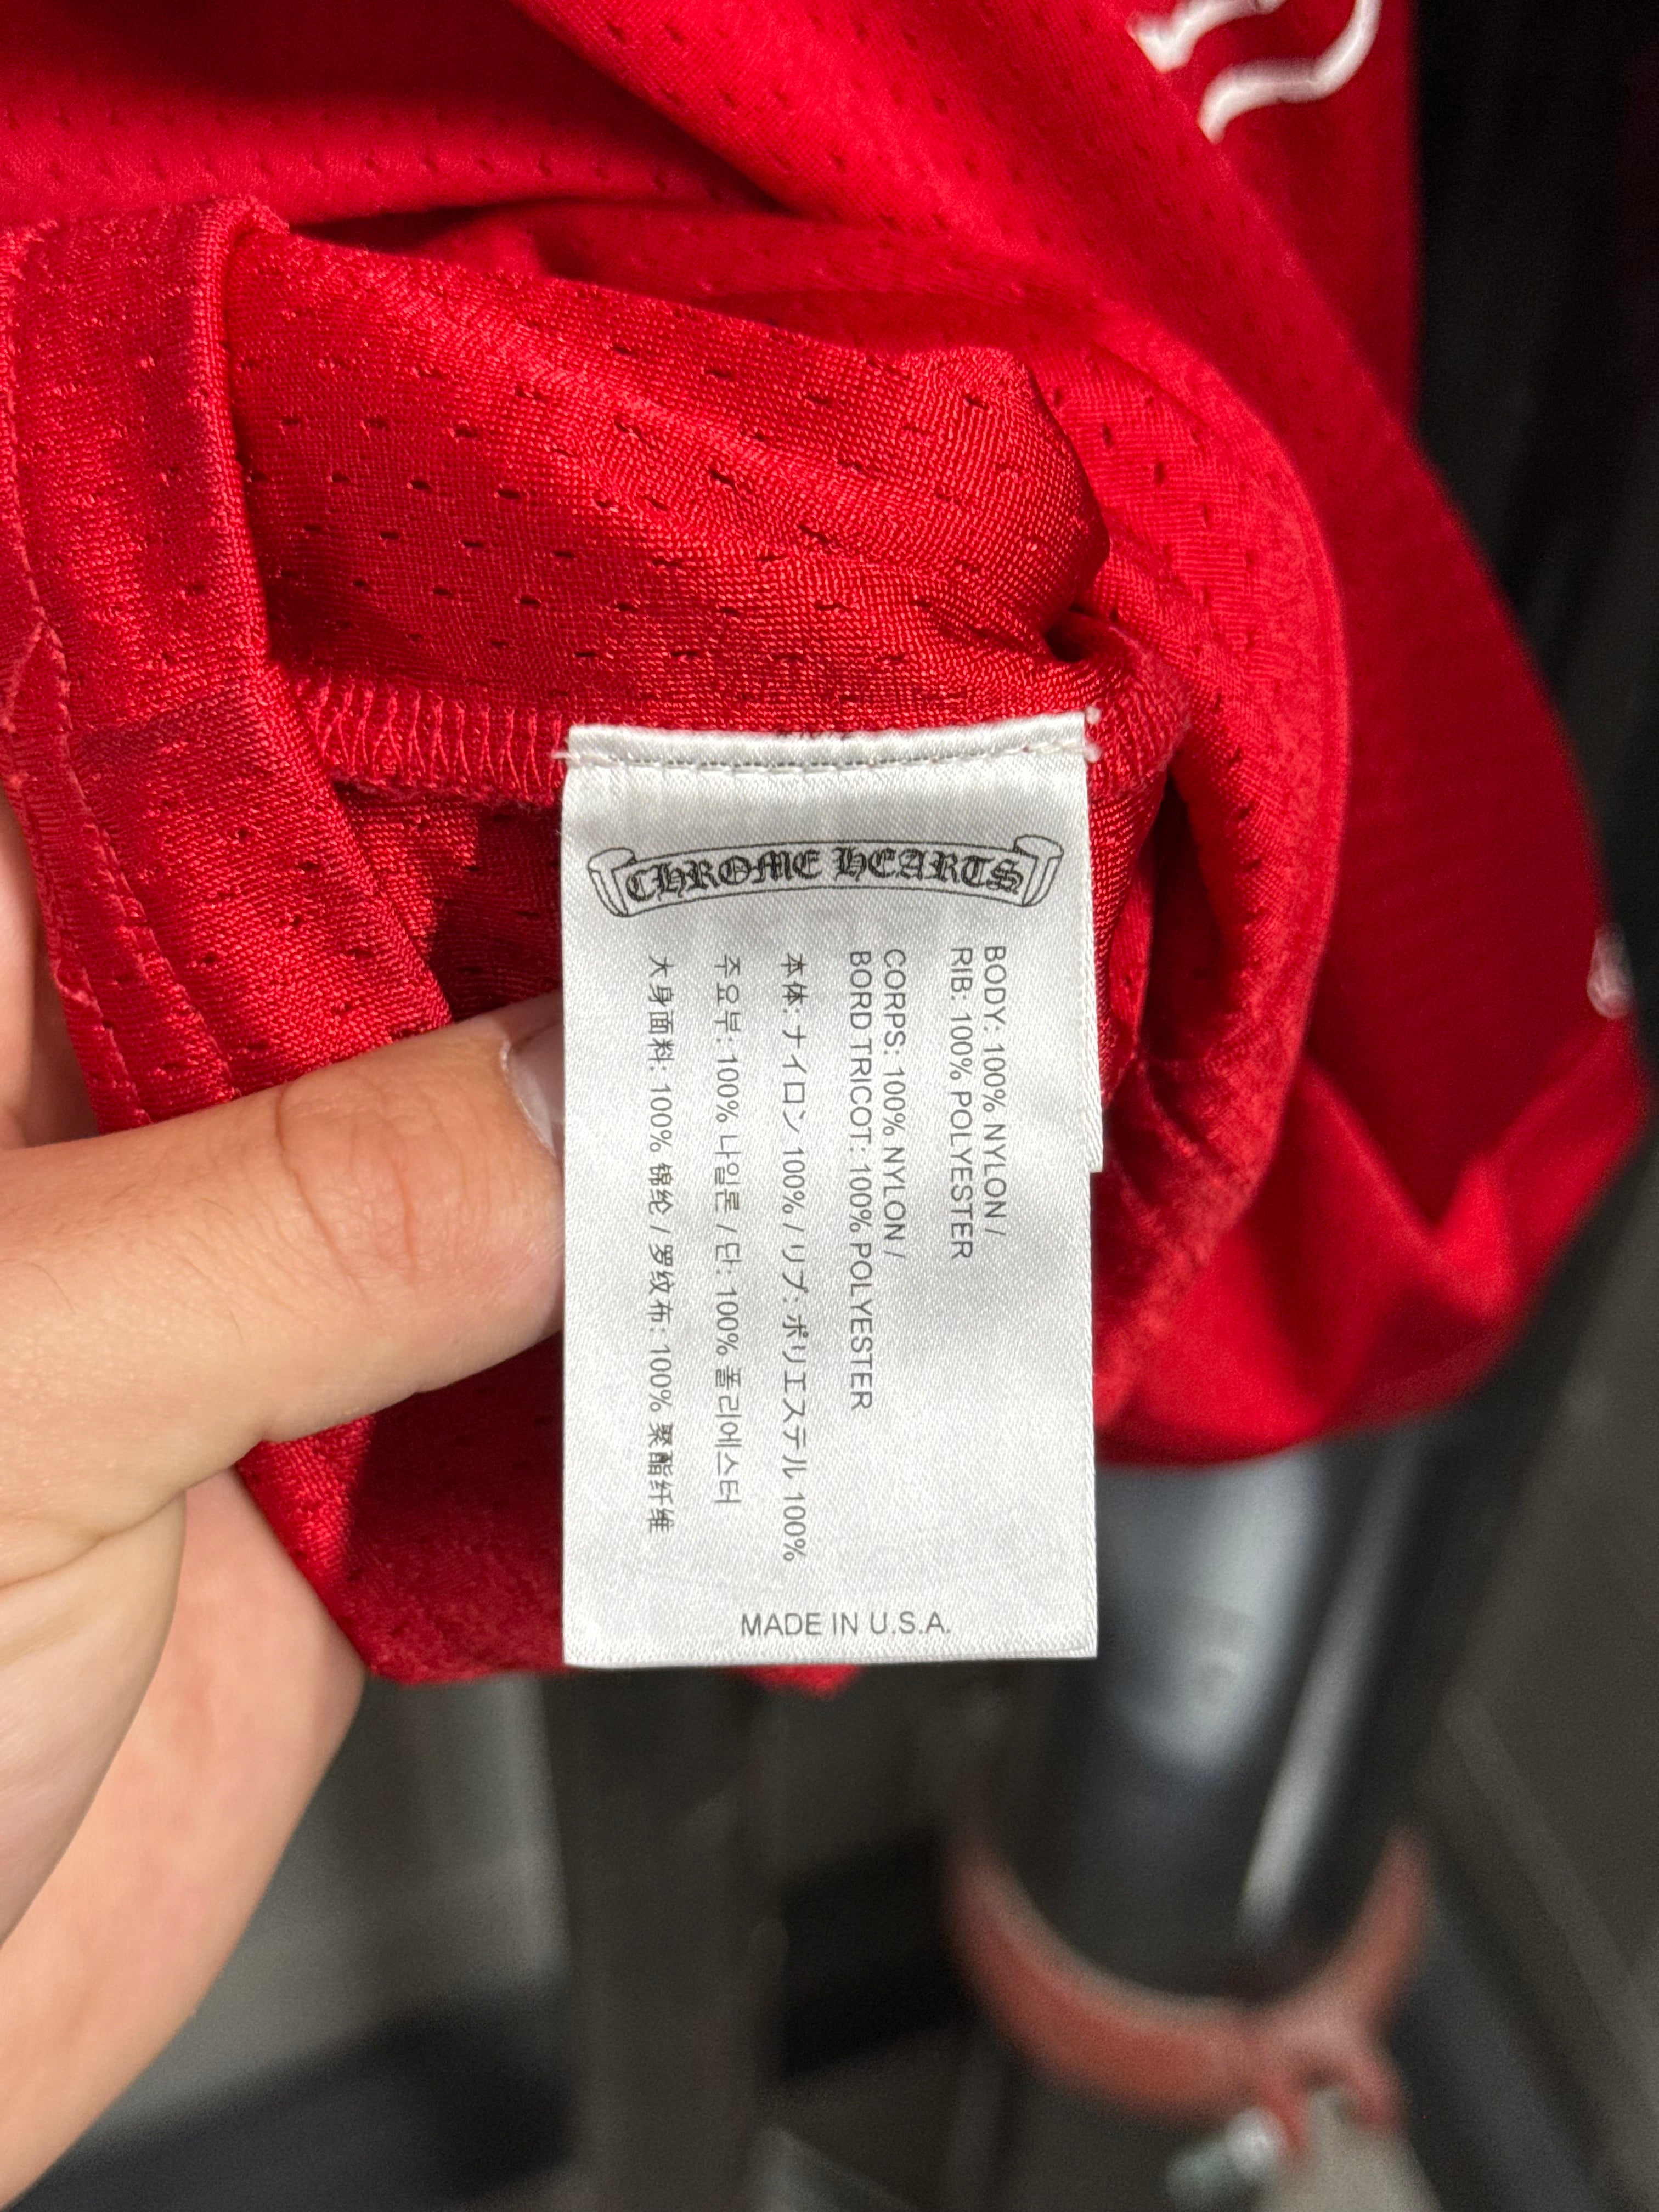 CHROME HEARTS
BODY: 100% NYLON /
RIB: 100% POLYESTER
CORPS: 100% NYLON /
BORD TRICOT: 100% POLYESTER
本体: ナイロン 100% / リブ: ポリエステル 100%
주요부: 100% 나일론 / 단: 100% 폴리에스터
大身面料: 100% 锦纶 / 罗纹布: 100% 聚酯纤维
MADE IN U.S.A.